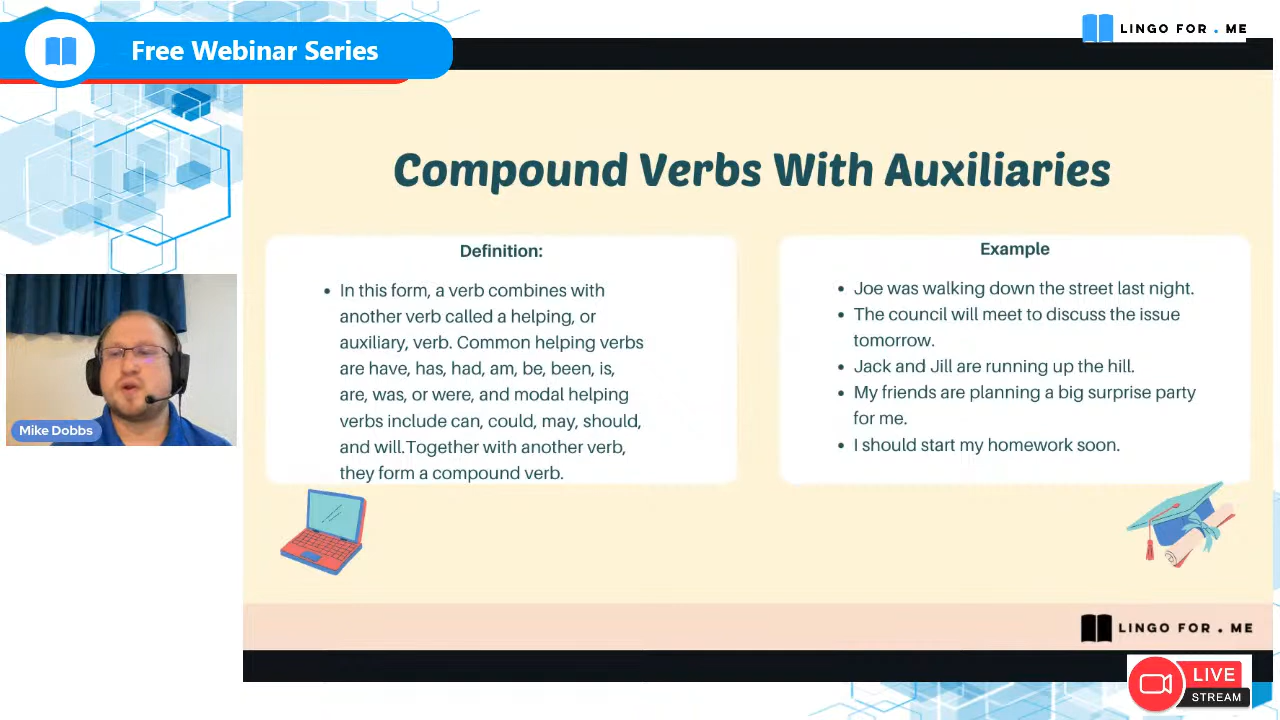 Free Webinar Series
LINGO FOR . ME
Compound Verbs With Auxiliaries
Definition:
• In this form, a verb combines with
another verb called a helping, or
auxiliary, verb. Common helping verbs
are have, has, had, am, be, been, is,
are, was, or were, and modal helping
verbs include can, could, may, should,
and will.Together with another verb,
they form a compound verb.
Example
• Joe was walking down the street last night.
• The council will meet to discuss the issue
tomorrow.
• Jack and Jill are running up the hill.
• My friends are planning a big surprise party
for me.
• I should start my homework soon.
Mike Dobbs
LINGO FOR . ME
LIVE
STREAM